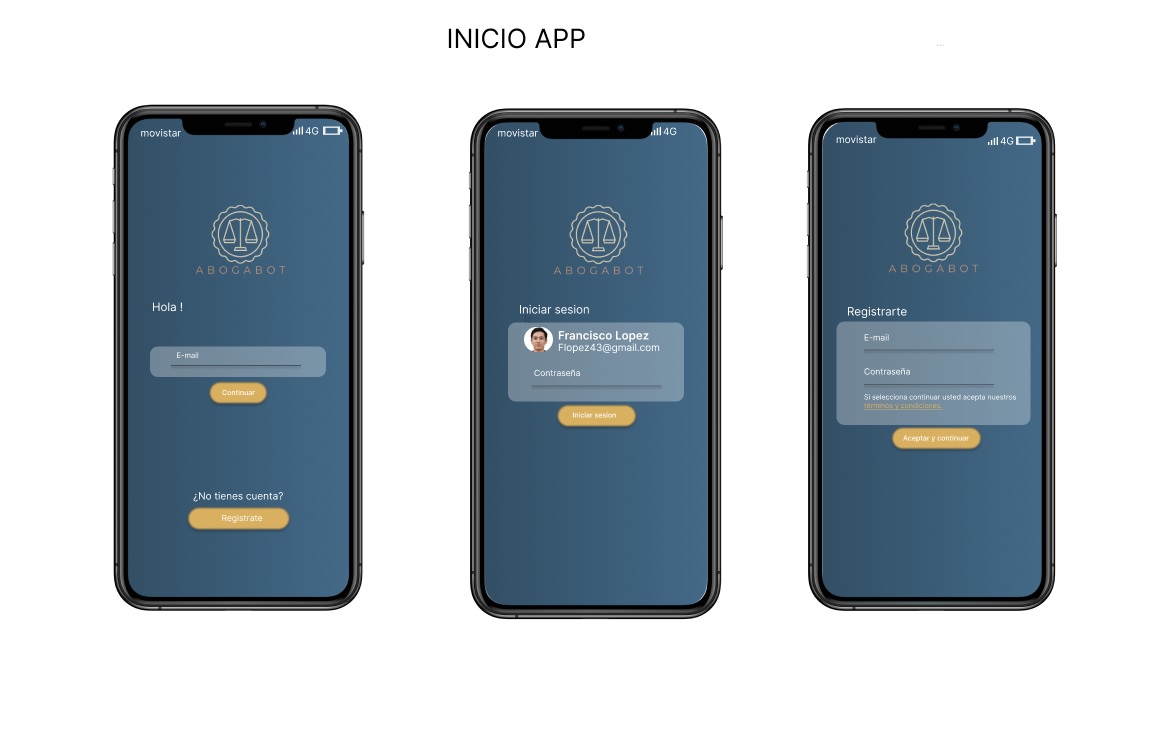 INICIO APP
movistar
4G
ABOGABOT
Hola !
E-mail
Continuar
¿No tienes cuenta?
Registrate
movistar
4G
ABOGABOT
Iniciar sesion
Francisco Lopez
Flopez43@gmail.com
Contraseña
Iniciar sesion
movistar
4G
ABOGABOT
Registrarte
E-mail
Contraseña
Si selecciona continuar usted acepta nuestros
términos y condiciones.
Aceptar y continuar